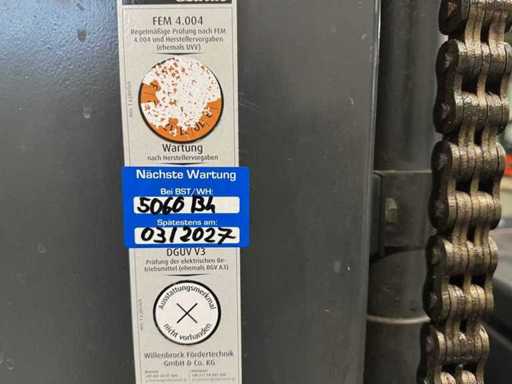 FEM 4.004
Regelmäßige Prüfung nach FEM
4.004 und Herstellervorgaben
(ehemals UVV)
Wartung
nach Herstellervorgaben
Nächste Wartung
Bei BST/WH:
5060 Bh
Spätestens am:
03/2027
DGUV V3
Prüfung der elektrischen Be-
triebsmittel (ehemals BGV A3)
Ausstattungsmerkmal
nicht vorhanden
Willenbrock Fördertechnik
GmbH & Co. KG